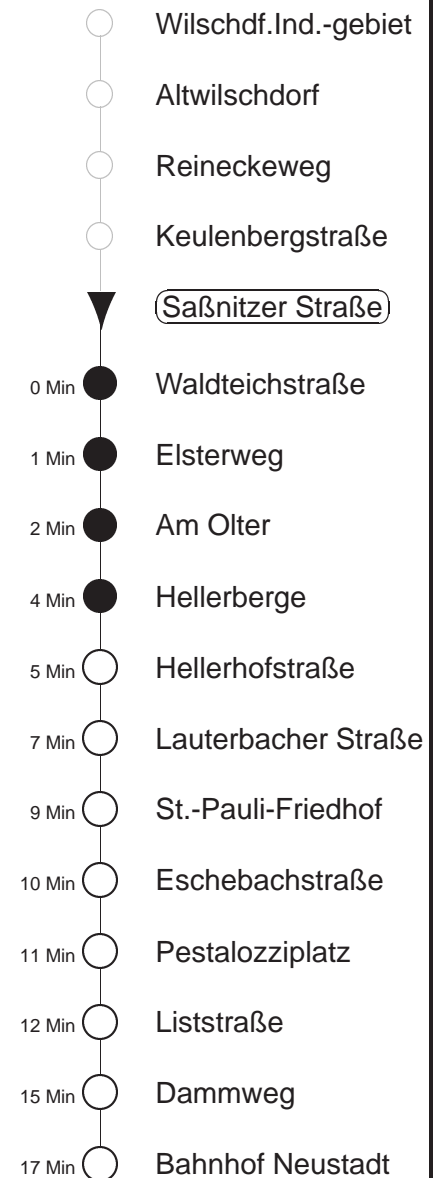 Wilschdf.Ind.-gebiet
Altwilschdorf
Reineckeweg
Keulenbergstraße
Saßnitzer Straße
0 Min Waldteichstraße
1 Min Elsterweg
2 Min Am Olter
4 Min Hellerberge
5 Min Hellerhofstraße
7 Min Lauterbacher Straße
9 Min St.-Pauli-Friedhof
10 Min Eschebachstraße
11 Min Pestalozziplatz
12 Min Liststraße
15 Min Dammweg
17 Min Bahnhof Neustadt